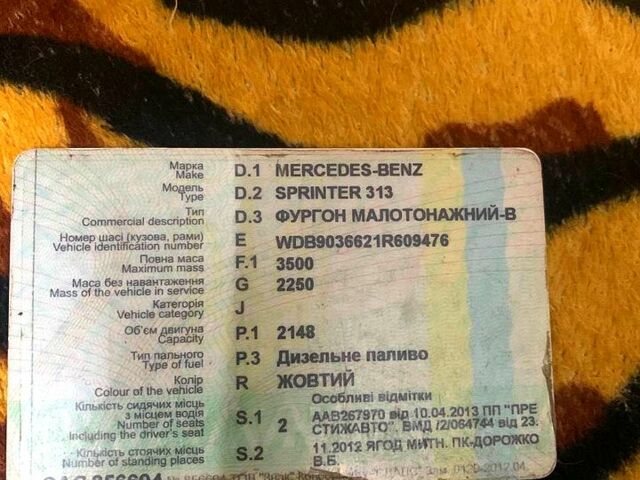 Марка
Make D.1 MERCEDES-BENZ
Модель
Type D.2 SPRINTER 313
Тип
Commercial description D.3 ФУРГОН МАЛОТОНАЖНИЙ-В
Номер шасі (кузова, рами)
Vehicle identification number E WDB9036621R609476
Повна маса
Maximum mass F.1 3500
Маса без навантаження
Mass of the vehicle in service G 2250
Категорія
Vehicle category J
Об'єм двигуна
Capacity P.1 2148
Тип пального
Type of fuel P.3 Дизельне паливо
Колір
Colour of the vehicle R ЖОВТИЙ
Особливі відмітки
Кількість сидячих місць
з місцем водія
Number of seats
Including the driver's seat S.1 2
ААВ267970 від 10.04.2013 ПП "ПРЕ
СТИЖАВТО", ВМД /2/064744 від 23.
Кількість стоячих місць
Number of standing places S.2
11.2012 ЯГОД МИТН. ПК-ДОРОЖКО
В.Б.